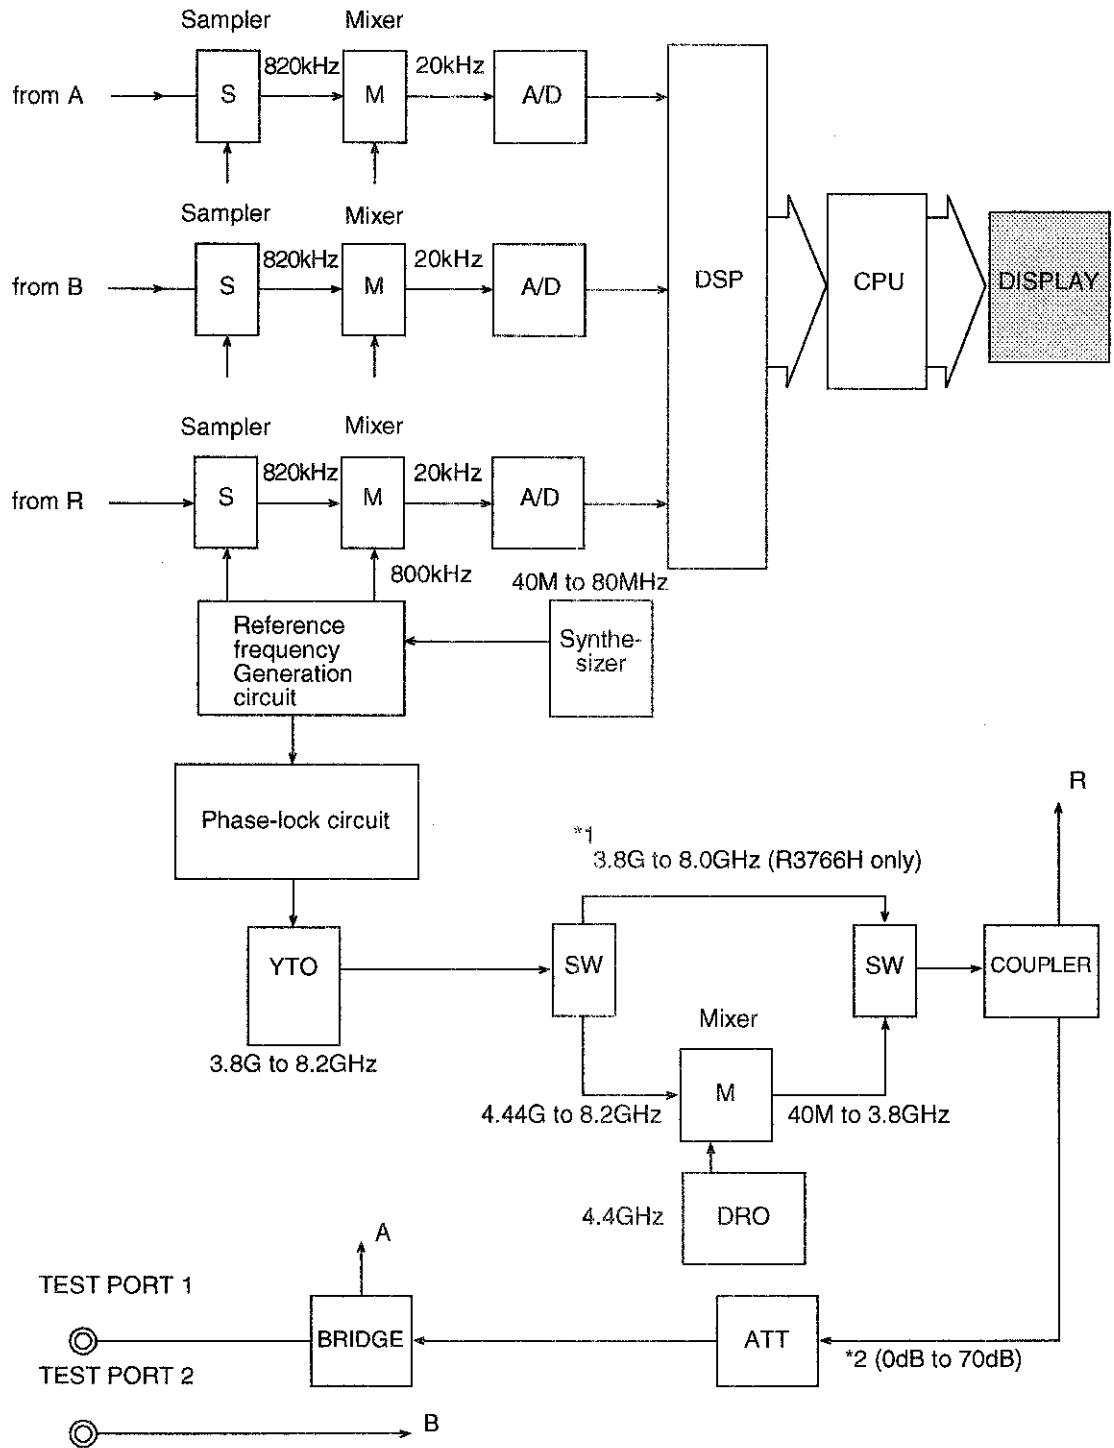 Sampler Mixer
820kHz 20kHz
from A S M A/D
Sampler Mixer
820kHz 20kHz
from B S M A/D DSP CPU DISPLAY
Sampler Mixer
820kHz 20kHz
from R S M A/D
800kHz 40M to 80MHz
Reference
frequency
Generation
circuit
Synthe-
sizer
Phase-lock circuit
R
*1
3.8G to 8.0GHz (R3766H only)
YTO SW SW COUPLER
3.8G to 8.2GHz
Mixer
M
4.44G to 8.2GHz 40M to 3.8GHz
4.4GHz DRO
A
TEST PORT 1
BRIDGE ATT
*2 (0dB to 70dB)
TEST PORT 2
B